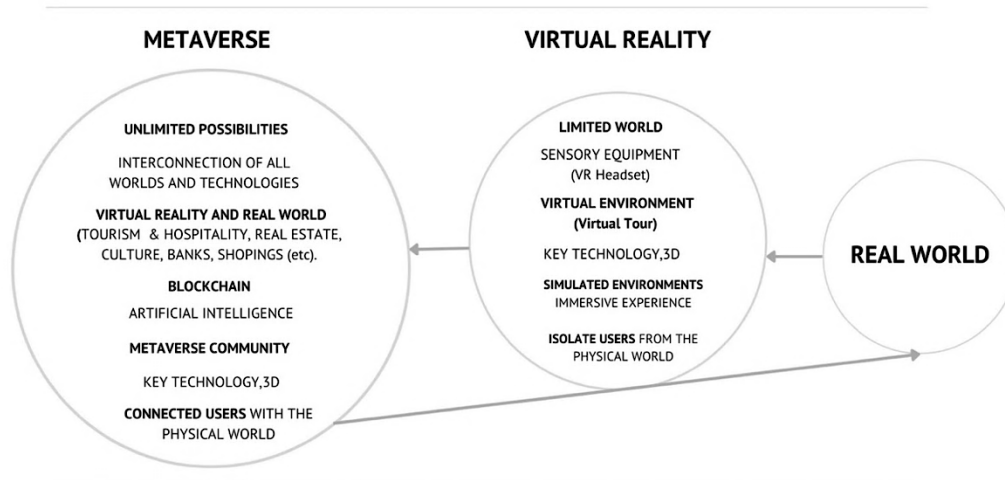 METAVERSE
UNLIMITED POSSIBILITIES
INTERCONNECTION OF ALL
WORLDS AND TECHNOLOGIES
VIRTUAL REALITY AND REAL WORLD
(TOURISM & HOSPITALITY, REAL ESTATE,
CULTURE, BANKS, SHOPINGS (etc).
BLOCKCHAIN
ARTIFICIAL INTELLIGENCE
METAVERSE COMMUNITY
KEY TECHNOLOGY,3D
CONNECTED USERS WITH THE
PHYSICAL WORLD
VIRTUAL REALITY
LIMITED WORLD
SENSORY EQUIPMENT
(VR Headset)
VIRTUAL ENVIRONMENT
(Virtual Tour)
KEY TECHNOLOGY,3D
SIMULATED ENVIRONMENTS
IMMERSIVE EXPERIENCE
ISOLATE USERS FROM THE
PHYSICAL WORLD
REAL WORLD